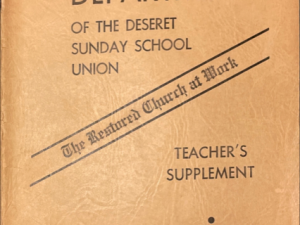 OF THE DESERET
SUNDAY SCHOOL
UNION
The Restored Church at Work
TEACHER'S
SUPPLEMENT